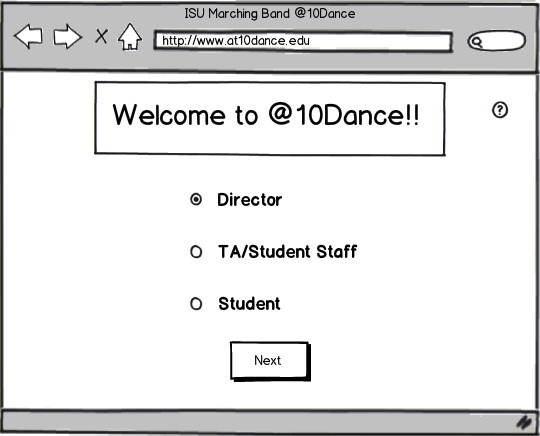 ISU Marching Band @10Dance
http://www.at10dance.edu
Welcome to @10Dance!!
?
Director
TA/Student Staff
Student
Next